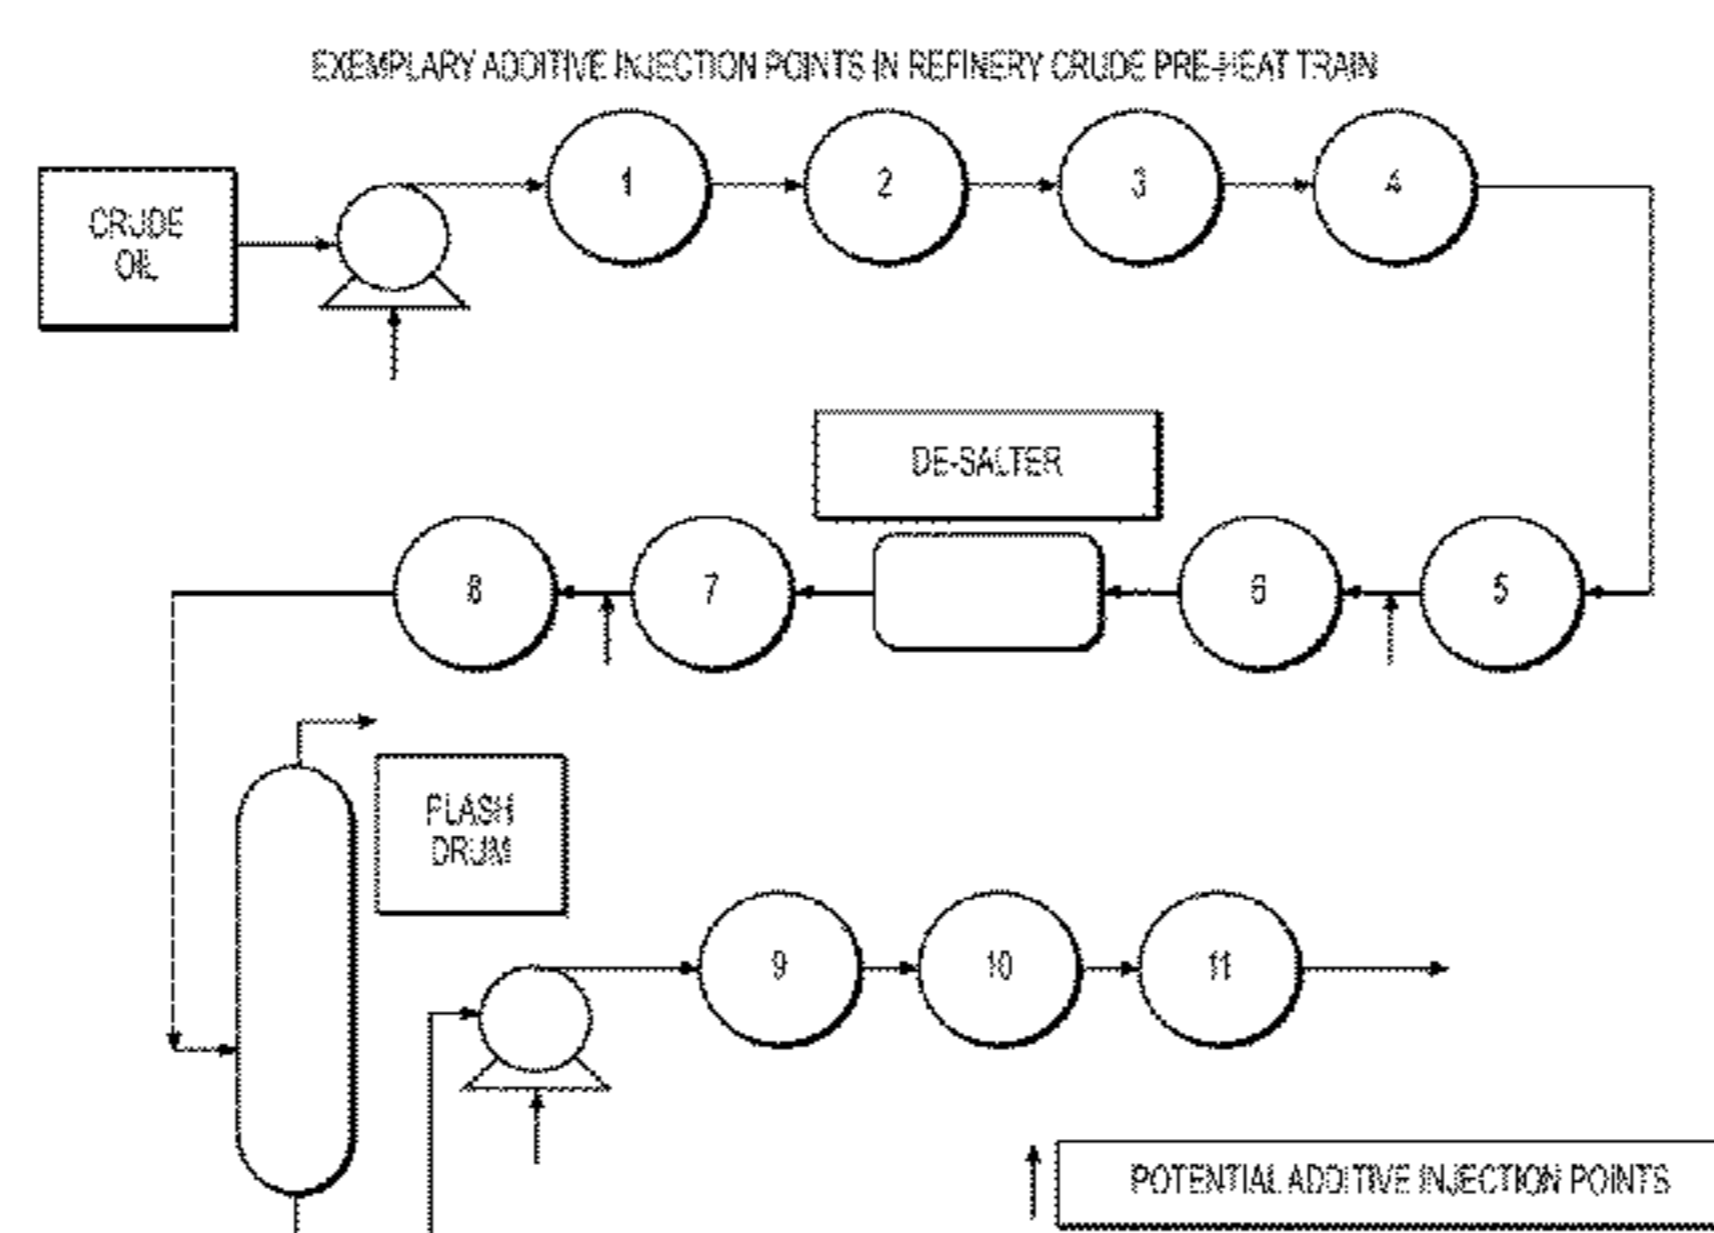 EXEMPLARY ADDITIVE INJECTION POINTS IN REFINERY CRUDE PRE-HEAT TRAIN
CRUDE
OIL
1
2
3
4
DE-SALTER
8
7
6
5
FLASH
DRUM
9
10
11
POTENTIAL ADDITIVE INJECTION POINTS